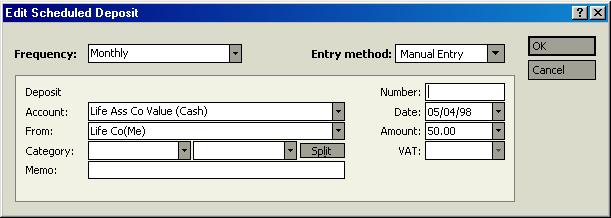 Edit Scheduled Deposit
Frequency: Monthly Entry method: Manual Entry OK
Cancel
Deposit Number:
Account: Life Ass Co Value (Cash) Date: 05/04/98
From: Life Co(Me) Amount: 50.00
Category: Split VAT:
Memo: